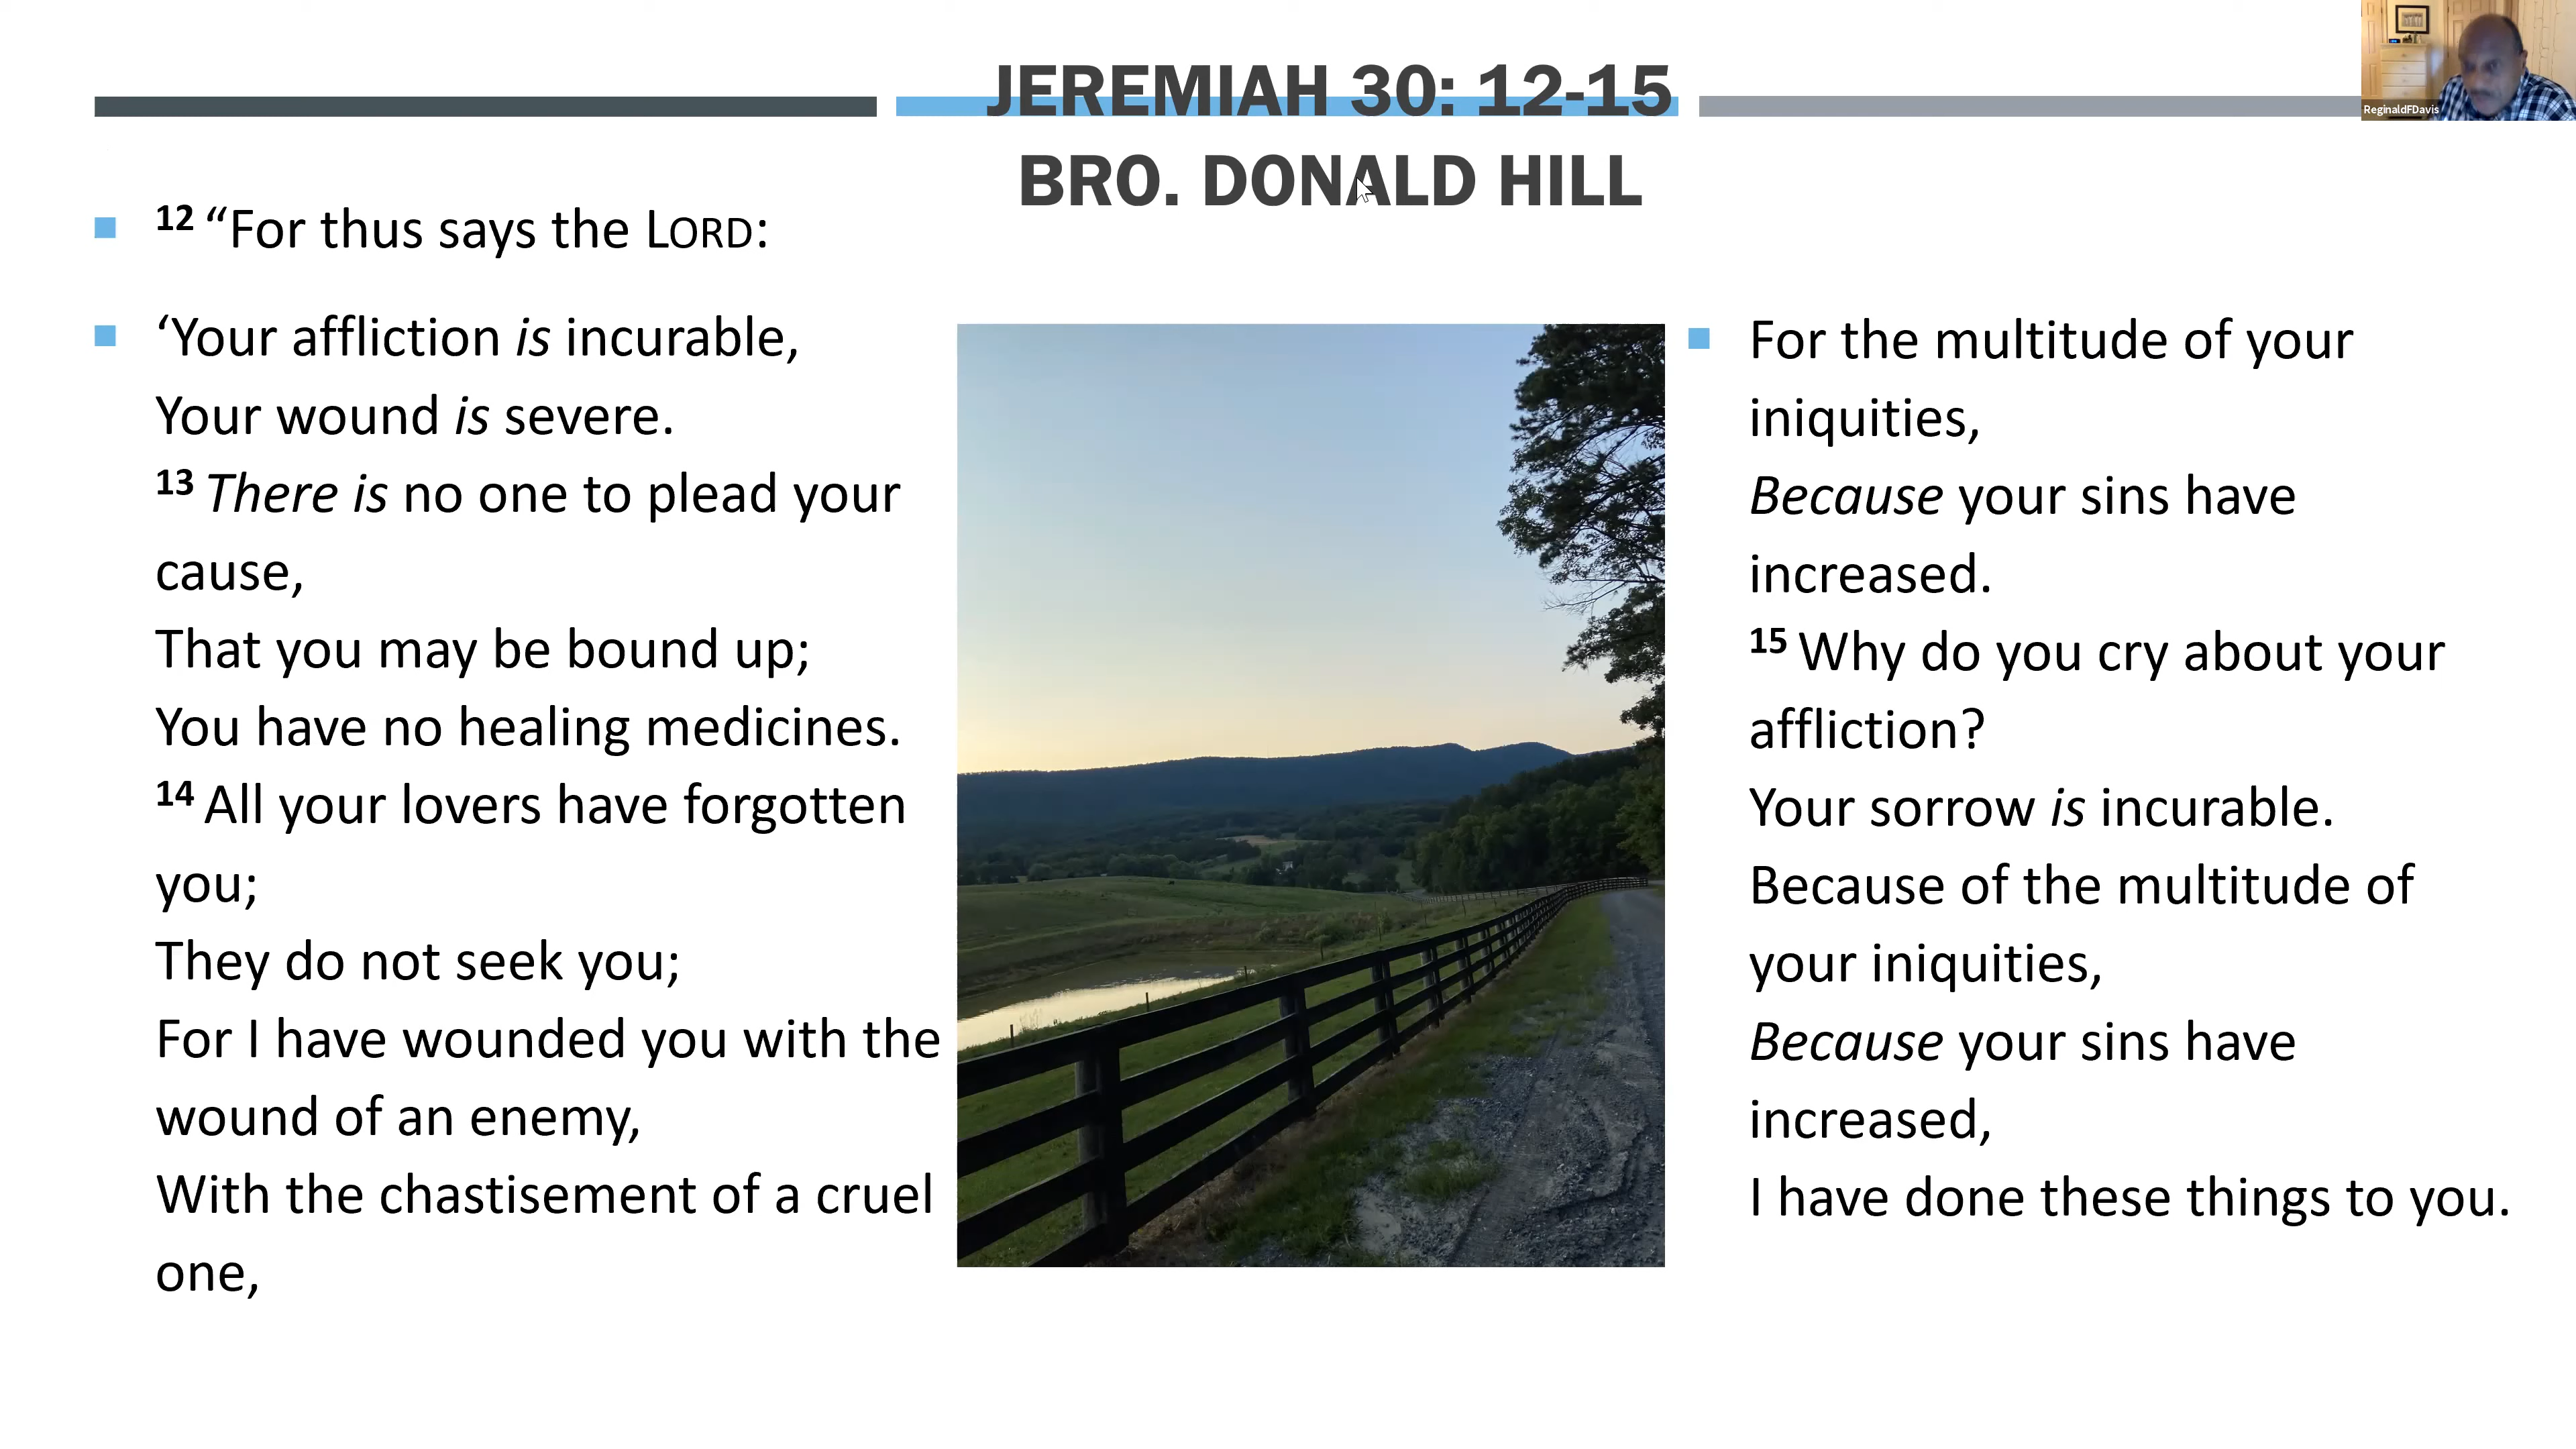 JEREMIAH 30: 12-15
BRO. DONALD HILL
ReginaldFDavis
12 “For thus says the LORD:
‘Your affliction is incurable,
Your wound is severe.
13 There is no one to plead your
cause,
That you may be bound up;
You have no healing medicines.
14 All your lovers have forgotten
you;
They do not seek you;
For I have wounded you with the
wound of an enemy,
With the chastisement of a cruel
one,
For the multitude of your
iniquities,
Because your sins have
increased.
15 Why do you cry about your
affliction?
Your sorrow is incurable.
Because of the multitude of
your iniquities,
Because your sins have
increased,
I have done these things to you.